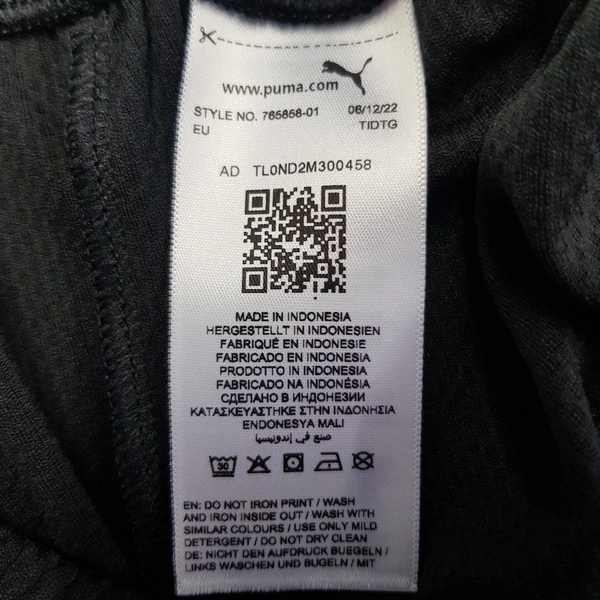 www.puma.com
STYLE NO. 765858-01 06/12/22
EU TIDTG
AD TL0ND2M300458
MADE IN INDONESIA
HERGESTELLT IN INDONESIEN
FABRIQUÉ EN INDONESIE
FABRICADO EN INDONESIA
PRODOTTO IN INDONESIA
FABRICADO NA INDONÉSIA
СДЕЛАНО В ИНДОНЕЗИИ
ΚΑΤΑΣΚΕΥΑΣΤΗΚΕ ΣΤΗΝ ΙΝΔΟΝΗΣΙΑ
ENDONESYA MALI
صنع في إندونيسيا
30
EN: DO NOT IRON PRINT / WASH
AND IRON INSIDE OUT / WASH WITH
SIMILAR COLOURS / USE ONLY MILD
DETERGENT / DO NOT DRY CLEAN
DE: NICHT DEN AUFDRUCK BUEGELN /
LINKS WASCHEN UND BUGELN / MIT